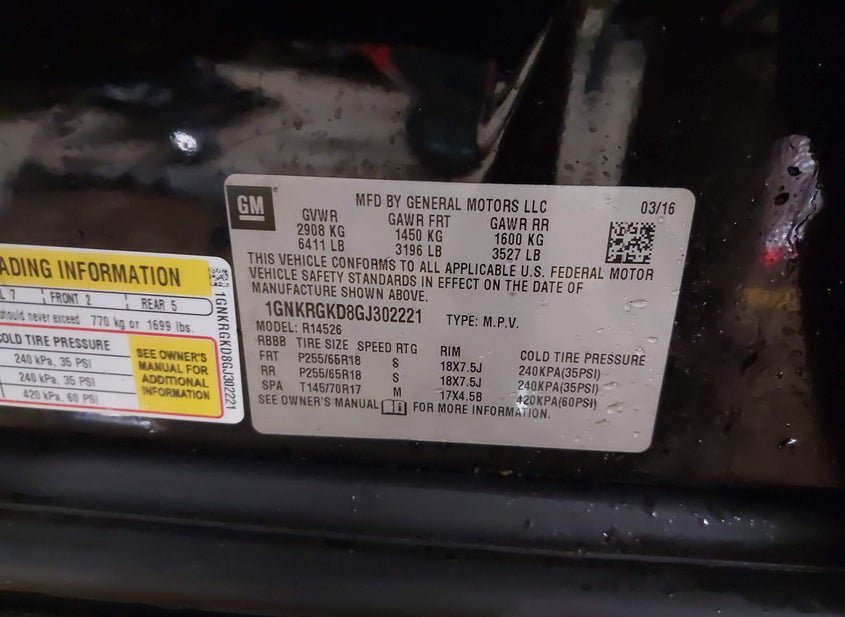 GM
MFD BY GENERAL MOTORS LLC 03/16
GVWR GAWR FRT GAWR RR
2908 KG 1450 KG 1600 KG
6411 LB 3196 LB 3527 LB
THIS VEHICLE CONFORMS TO ALL APPLICABLE U.S. FEDERAL MOTOR
VEHICLE SAFETY STANDARDS IN EFFECT ON THE DATE OF
MANUFACTURE SHOWN ABOVE.
1GNKRGKD8GJ302221 TYPE: M.P.V.
MODEL: R14526
RBBB TIRE SIZE SPEED RTG RIM COLD TIRE PRESSURE
FRT P255/65R18 S 18X7.5J 240KPA(35PSI)
RR P255/65R18 S 18X7.5J 240KPA(35PSI)
SPA T145/70R17 M 17X4.5B 420KPA(60PSI)
SEE OWNER'S MANUAL i FOR MORE INFORMATION.
ADING INFORMATION
L 7 FRONT 2 REAR 5
should never exceed 770 kg or 1699 lbs.
COLD TIRE PRESSURE
240 kPa, 35 PSI
240 kPa, 35 PSI
420 kPa, 60 PSI
SEE OWNER'S
MANUAL FOR
ADDITIONAL
INFORMATION
1GNKRGKD8GJ302221